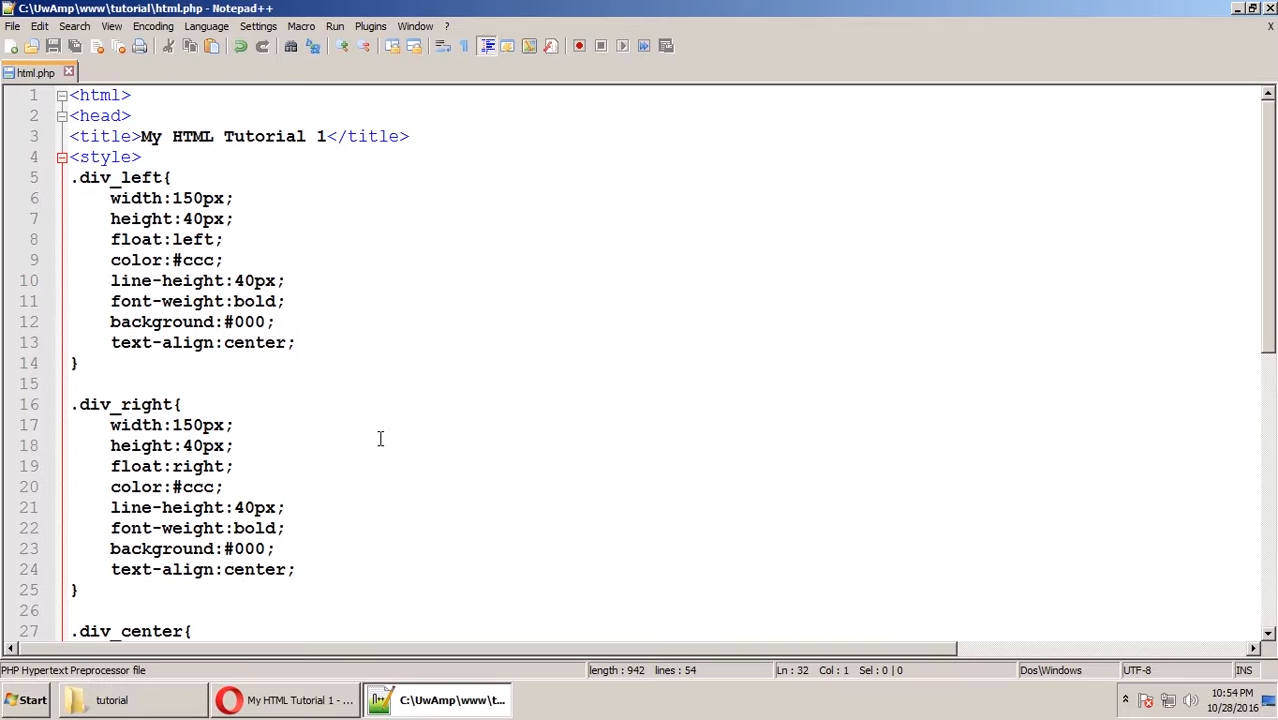 C:\UwAmp\www\tutorial\html.php - Notepad++
File Edit Search View Encoding Language Settings Macro Run Plugins Window ? X
html.php
1 <html>
2 <head>
3 <title>My HTML Tutorial 1</title>
4 <style>
5 .div_left{
6 width:150px;
7 height:40px;
8 float:left;
9 color:#ccc;
10 line-height:40px;
11 font-weight:bold;
12 background:#000;
13 text-align:center;
14 }
15
16 .div_right{
17 width:150px;
18 height:40px;
19 float:right;
20 color:#ccc;
21 line-height:40px;
22 font-weight:bold;
23 background:#000;
24 text-align:center;
25 }
26
27 .div_center{
PHP Hypertext Preprocessor file length : 942 lines : 54 Ln : 32 Col : 1 Sel : 0 | 0 Dos\Windows UTF-8 INS
Start tutorial My HTML Tutorial 1 - ... C:\UwAmp\www\t... 10:54 PM
10/28/2016